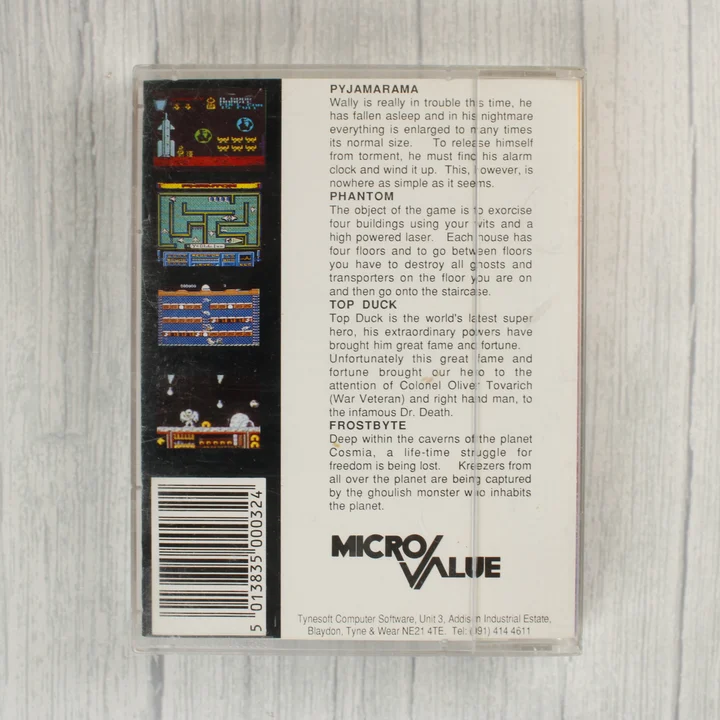 PYJAMARAMA
Wally is really in trouble this time, he
has fallen asleep and in his nightmare
everything is enlarged to many times
its normal size. To release himself
from torment, he must find his alarm
clock and wind it up. This, however, is
nowhere as simple as it seems.
PHANTOM
The object of the game is to exorcise
four buildings using your wits and a
high powered laser. Each house has
four floors and to go between floors
you have to destroy all ghosts and
transporters on the floor you are on
and then go onto the staircase.
TOP DUCK
Top Duck is the world's latest super
hero, his extraordinary powers have
brought him great fame and fortune.
Unfortunately this great fame and
fortune brought our hero to the
attention of Colonel Oliver Tovarich
(War Veteran) and right hand man, to
the infamous Dr. Death.
FROSTBYTE
Deep within the caverns of the planet
Cosmia, a life-time struggle for
freedom is being lost. Kreezers from
all over the planet are being captured
by the ghoulish monster who inhabits
the planet.
MICRO VALUE
Tynesoft Computer Software, Unit 3, Addison Industrial Estate,
Blaydon, Tyne & Wear NE21 4TE. Tel: (091) 414 4611
PHANTOM
5 013835 000324